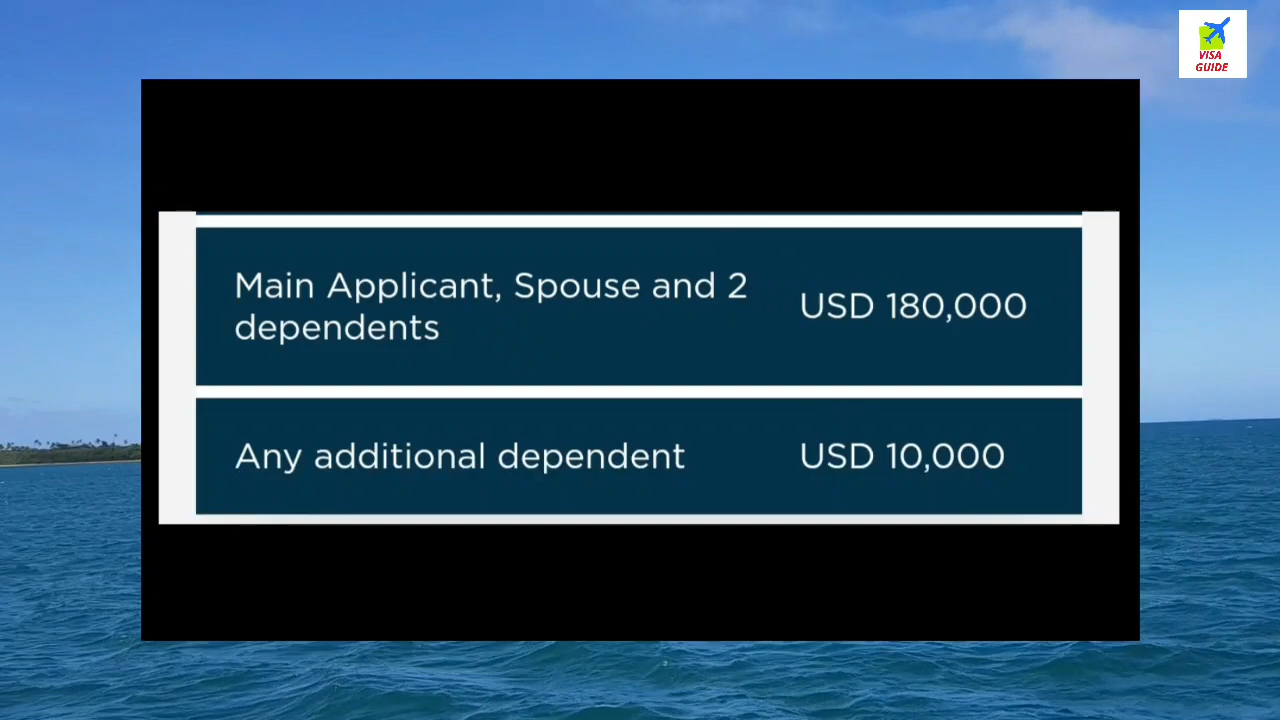 VISA
GUIDE
Main Applicant, Spouse and 2
dependents
USD 180,000
Any additional dependent
USD 10,000